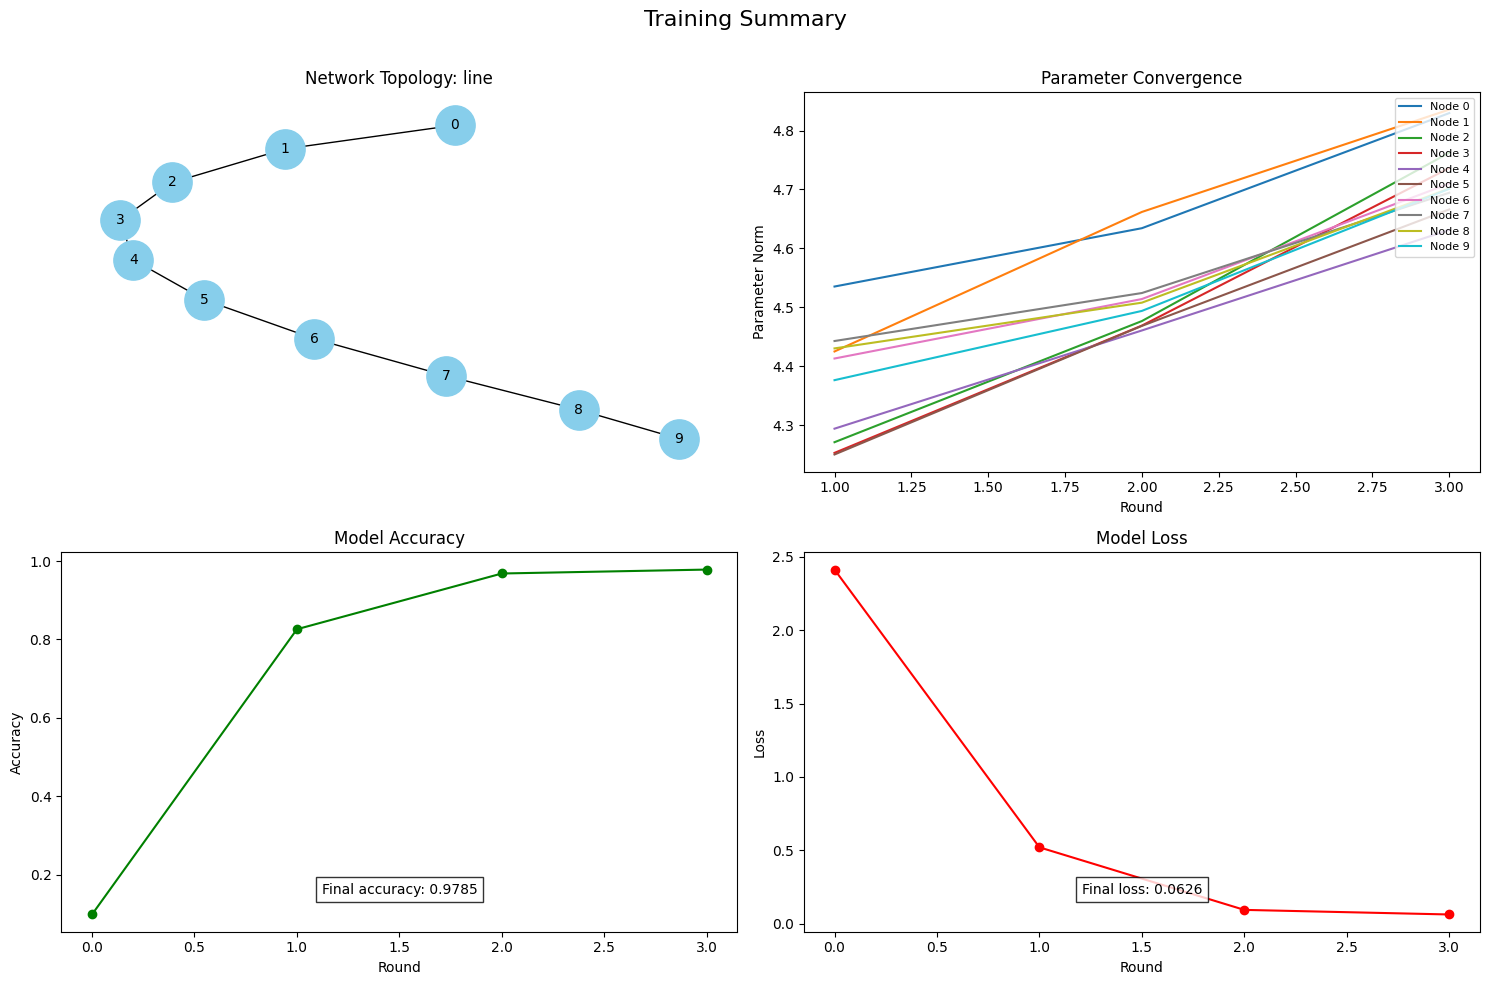 Training Summary
Network Topology: line
0
1
2
3
4
5
6
7
8
9
Parameter Convergence
Node 0
Node 1
Node 2
Node 3
Node 4
Node 5
Node 6
Node 7
Node 8
Node 9
4.8
4.7
4.6
4.5
4.4
4.3
Parameter Norm
1.00 1.25 1.50 1.75 2.00 2.25 2.50 2.75 3.00
Round
Model Accuracy
1.0
0.8
0.6
0.4
0.2
Accuracy
Final accuracy: 0.9785
0.0 0.5 1.0 1.5 2.0 2.5 3.0
Round
Model Loss
2.5
2.0
1.5
1.0
0.5
0.0
Loss
Final loss: 0.0626
0.0 0.5 1.0 1.5 2.0 2.5 3.0
Round